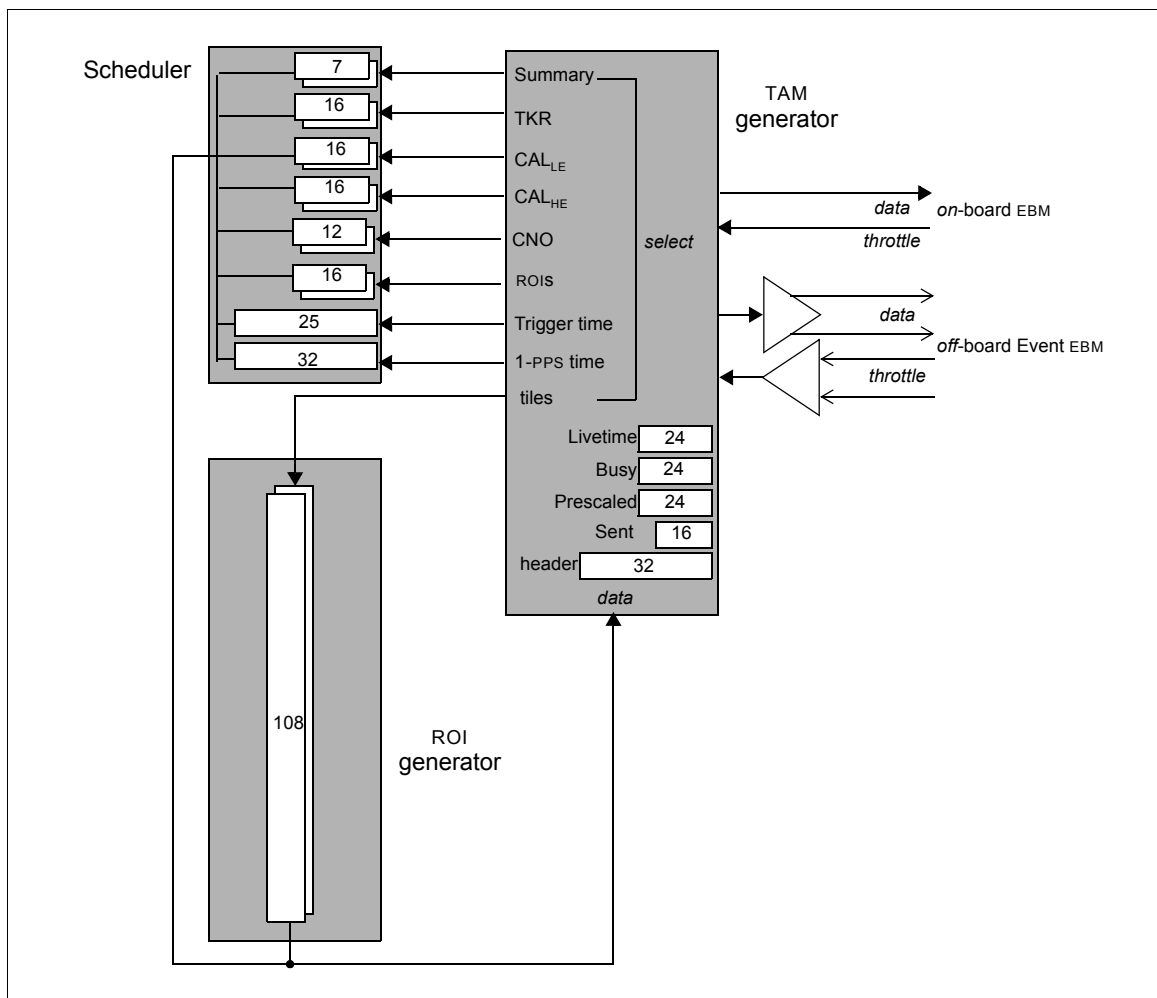 Scheduler
7
16
16
16
12
16
25
32
Summary
TKR
CAL_LE
CAL_HE
CNO
ROIs
Trigger time
1-PPS time
tiles
select
Livetime 24
Busy 24
Prescaled 24
Sent 16
header 32
data
TAM
generator
data
on-board EBM
throttle
data
off-board Event EBM
throttle
108
ROI
generator